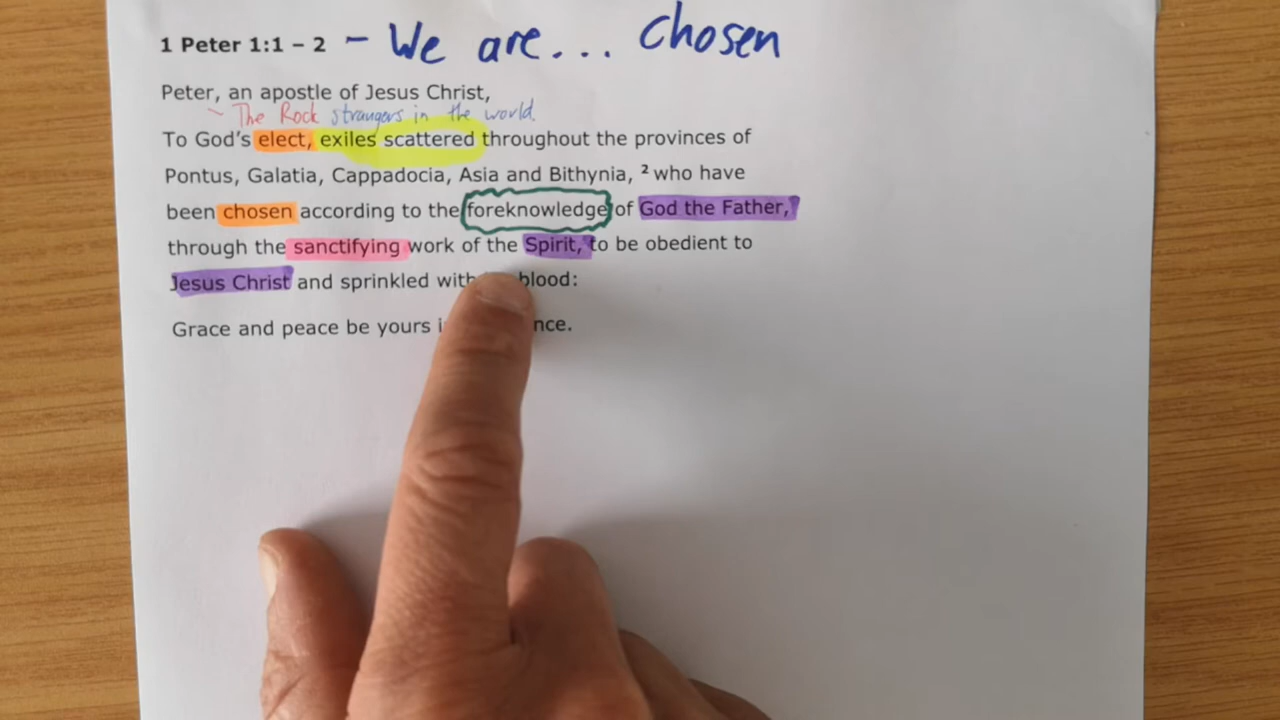 1 Peter 1:1 – 2 – We are... chosen
Peter, an apostle of Jesus Christ,
~ The Rock strangers in the world.
To God's elect, exiles scattered throughout the provinces of
Pontus, Galatia, Cappadocia, Asia and Bithynia, ² who have
been chosen according to the foreknowledge of God the Father,
through the sanctifying work of the Spirit, to be obedient to
Jesus Christ and sprinkled with blood:
Grace and peace be yours